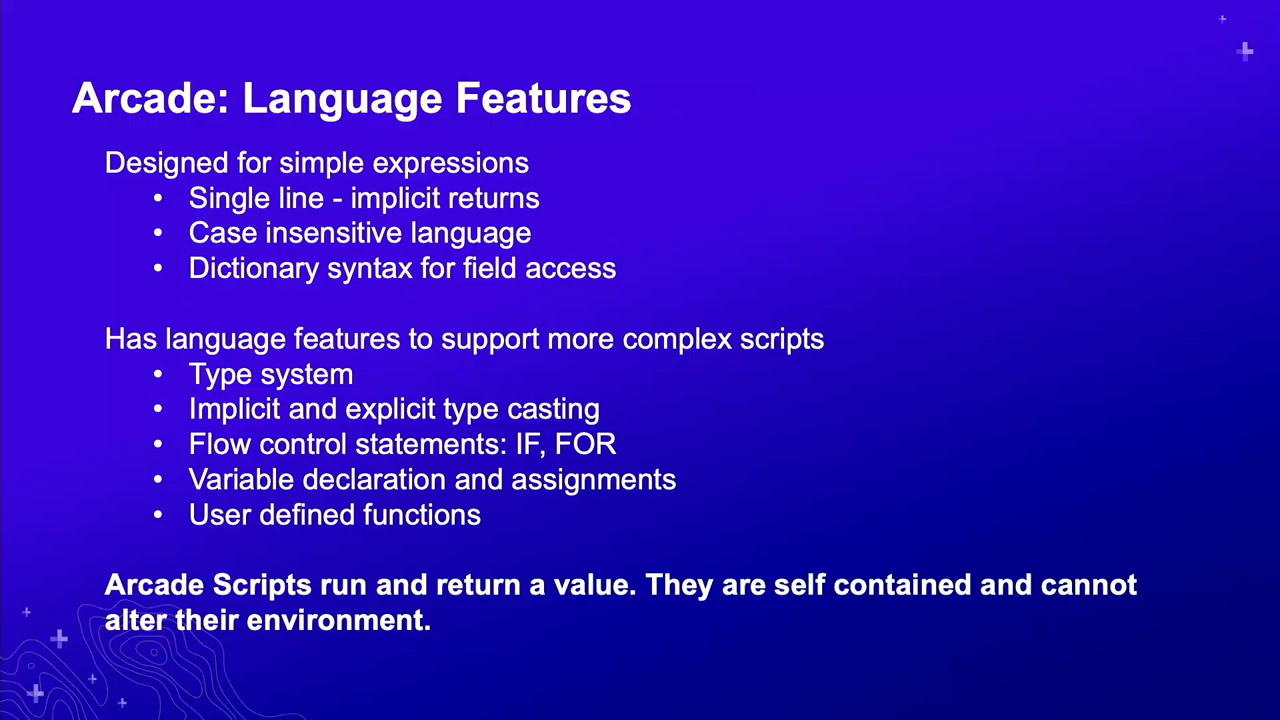 Arcade: Language Features
Designed for simple expressions
• Single line - implicit returns
• Case insensitive language
• Dictionary syntax for field access
Has language features to support more complex scripts
• Type system
• Implicit and explicit type casting
• Flow control statements: IF, FOR
• Variable declaration and assignments
• User defined functions
Arcade Scripts run and return a value. They are self contained and cannot
alter their environment.